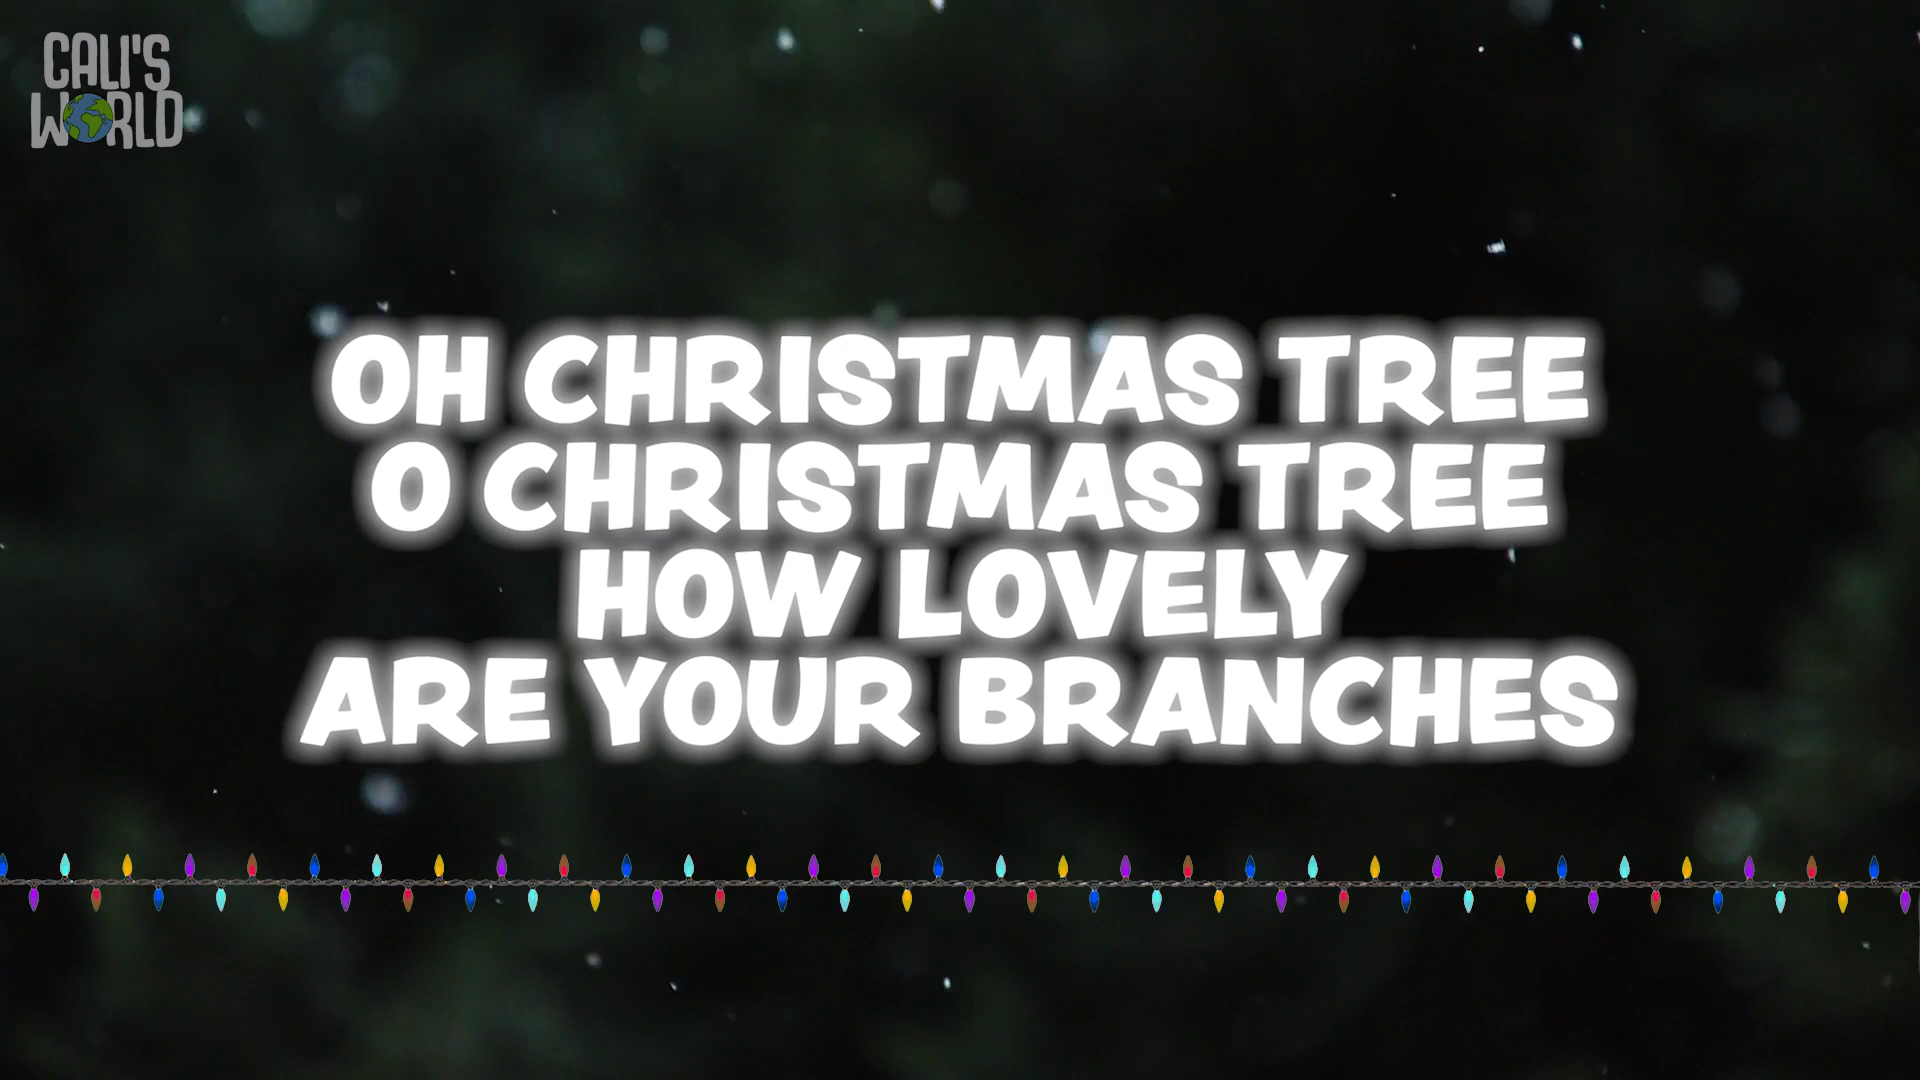 CALI'S
WORLD
OH CHRISTMAS TREE
O CHRISTMAS TREE
HOW LOVELY
ARE YOUR BRANCHES